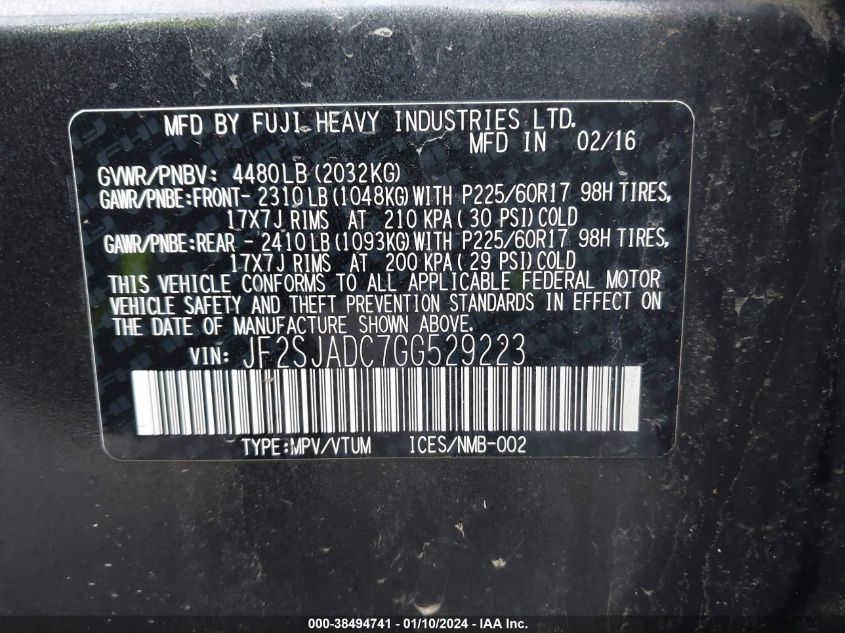 MFD BY FUJI HEAVY INDUSTRIES LTD.
MFD IN 02/16
GVWR/PNBV: 4480LB(2032KG)
GAWR/PNBE:FRONT- 2310LB(1048KG)WITH P225/60R17 98H TIRES,
17X7J RIMS AT 210 KPA( 30 PSI)COLD
GAWR/PNBE:REAR - 2410LB(1093KG)WITH P225/60R17 98H TIRES,
17X7J RIMS AT 200 KPA( 29 PSI)COLD
THIS VEHICLE CONFORMS TO ALL APPLICABLE FEDERAL MOTOR
VEHICLE SAFETY AND THEFT PREVENTION STANDARDS IN EFFECT ON
THE DATE OF MANUFACTURE SHOWN ABOVE.
VIN: JF2SJADC7GG529223
TYPE:MPV/VTUM ICES/NMB-002
000-38494741 - 01/10/2024 - IAA Inc.